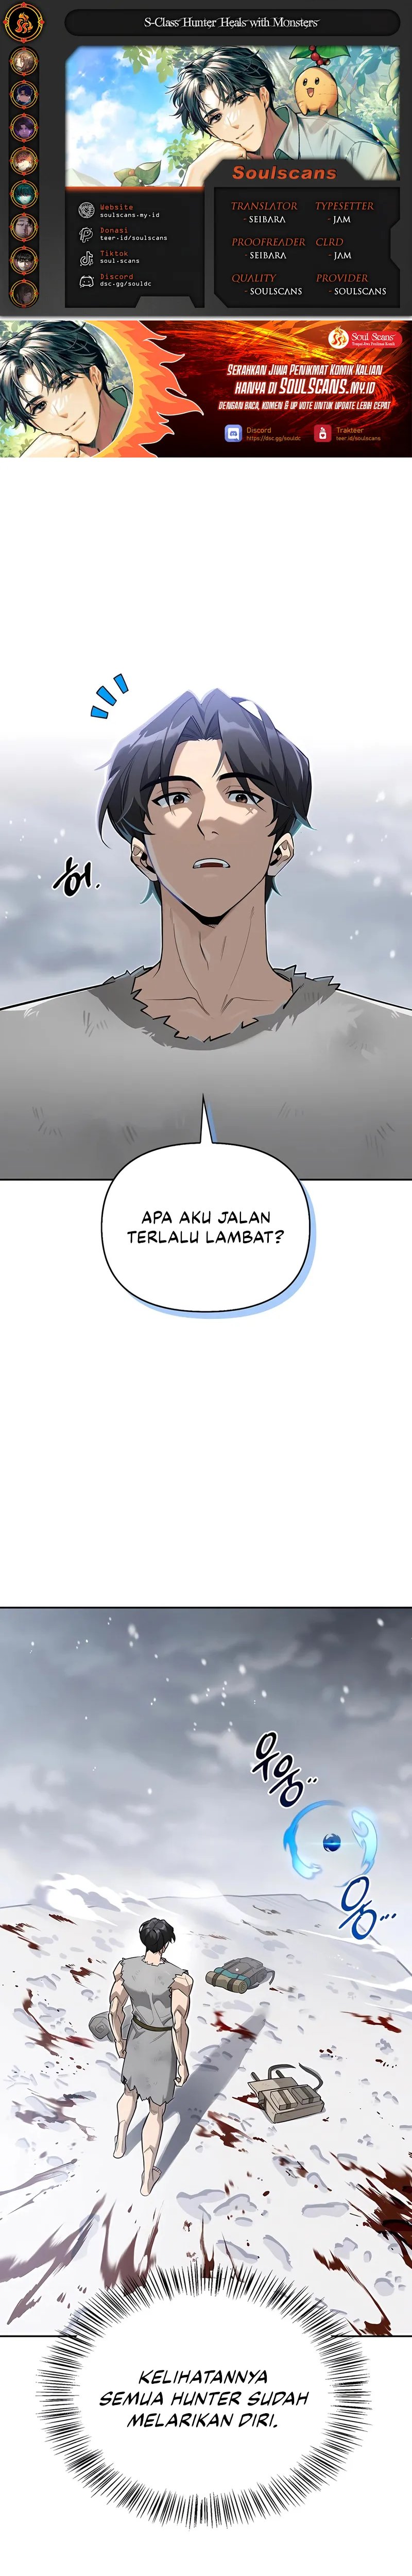 S-Class Hunter Heals with Monsters
Soulscans
Website
soulscans.my.id
Donasi
teer.id/soulscans
Tiktok
soul.scans
Discord
dsc.gg/souldc
TRANSLATOR
- SEIBARA
TYPESETTER
- JAM
PROOFREADER
- SEIBARA
CLRD
- JAM
QUALITY
- SOULSCANS
PROVIDER
- SOULSCANS
Soul Scans
SERAHKAN JIWA PENIKMAT KOMIK KALIAN
HANYA DI SOULSCANS.MY.ID
DENGAN BACA, KOMEN & UP VOTE UNTUK UPDATE LEBIH CEPAT
Discord
https://dsc.gg/souldc
Trakteer
teer.id/soulscans
허.
APA AKU JALAN
TERLALU LAMBAT?
우웅..
웅...
KELIHATANNYA
SEMUA HUNTER SUDAH
MELARIKAN DIRI.